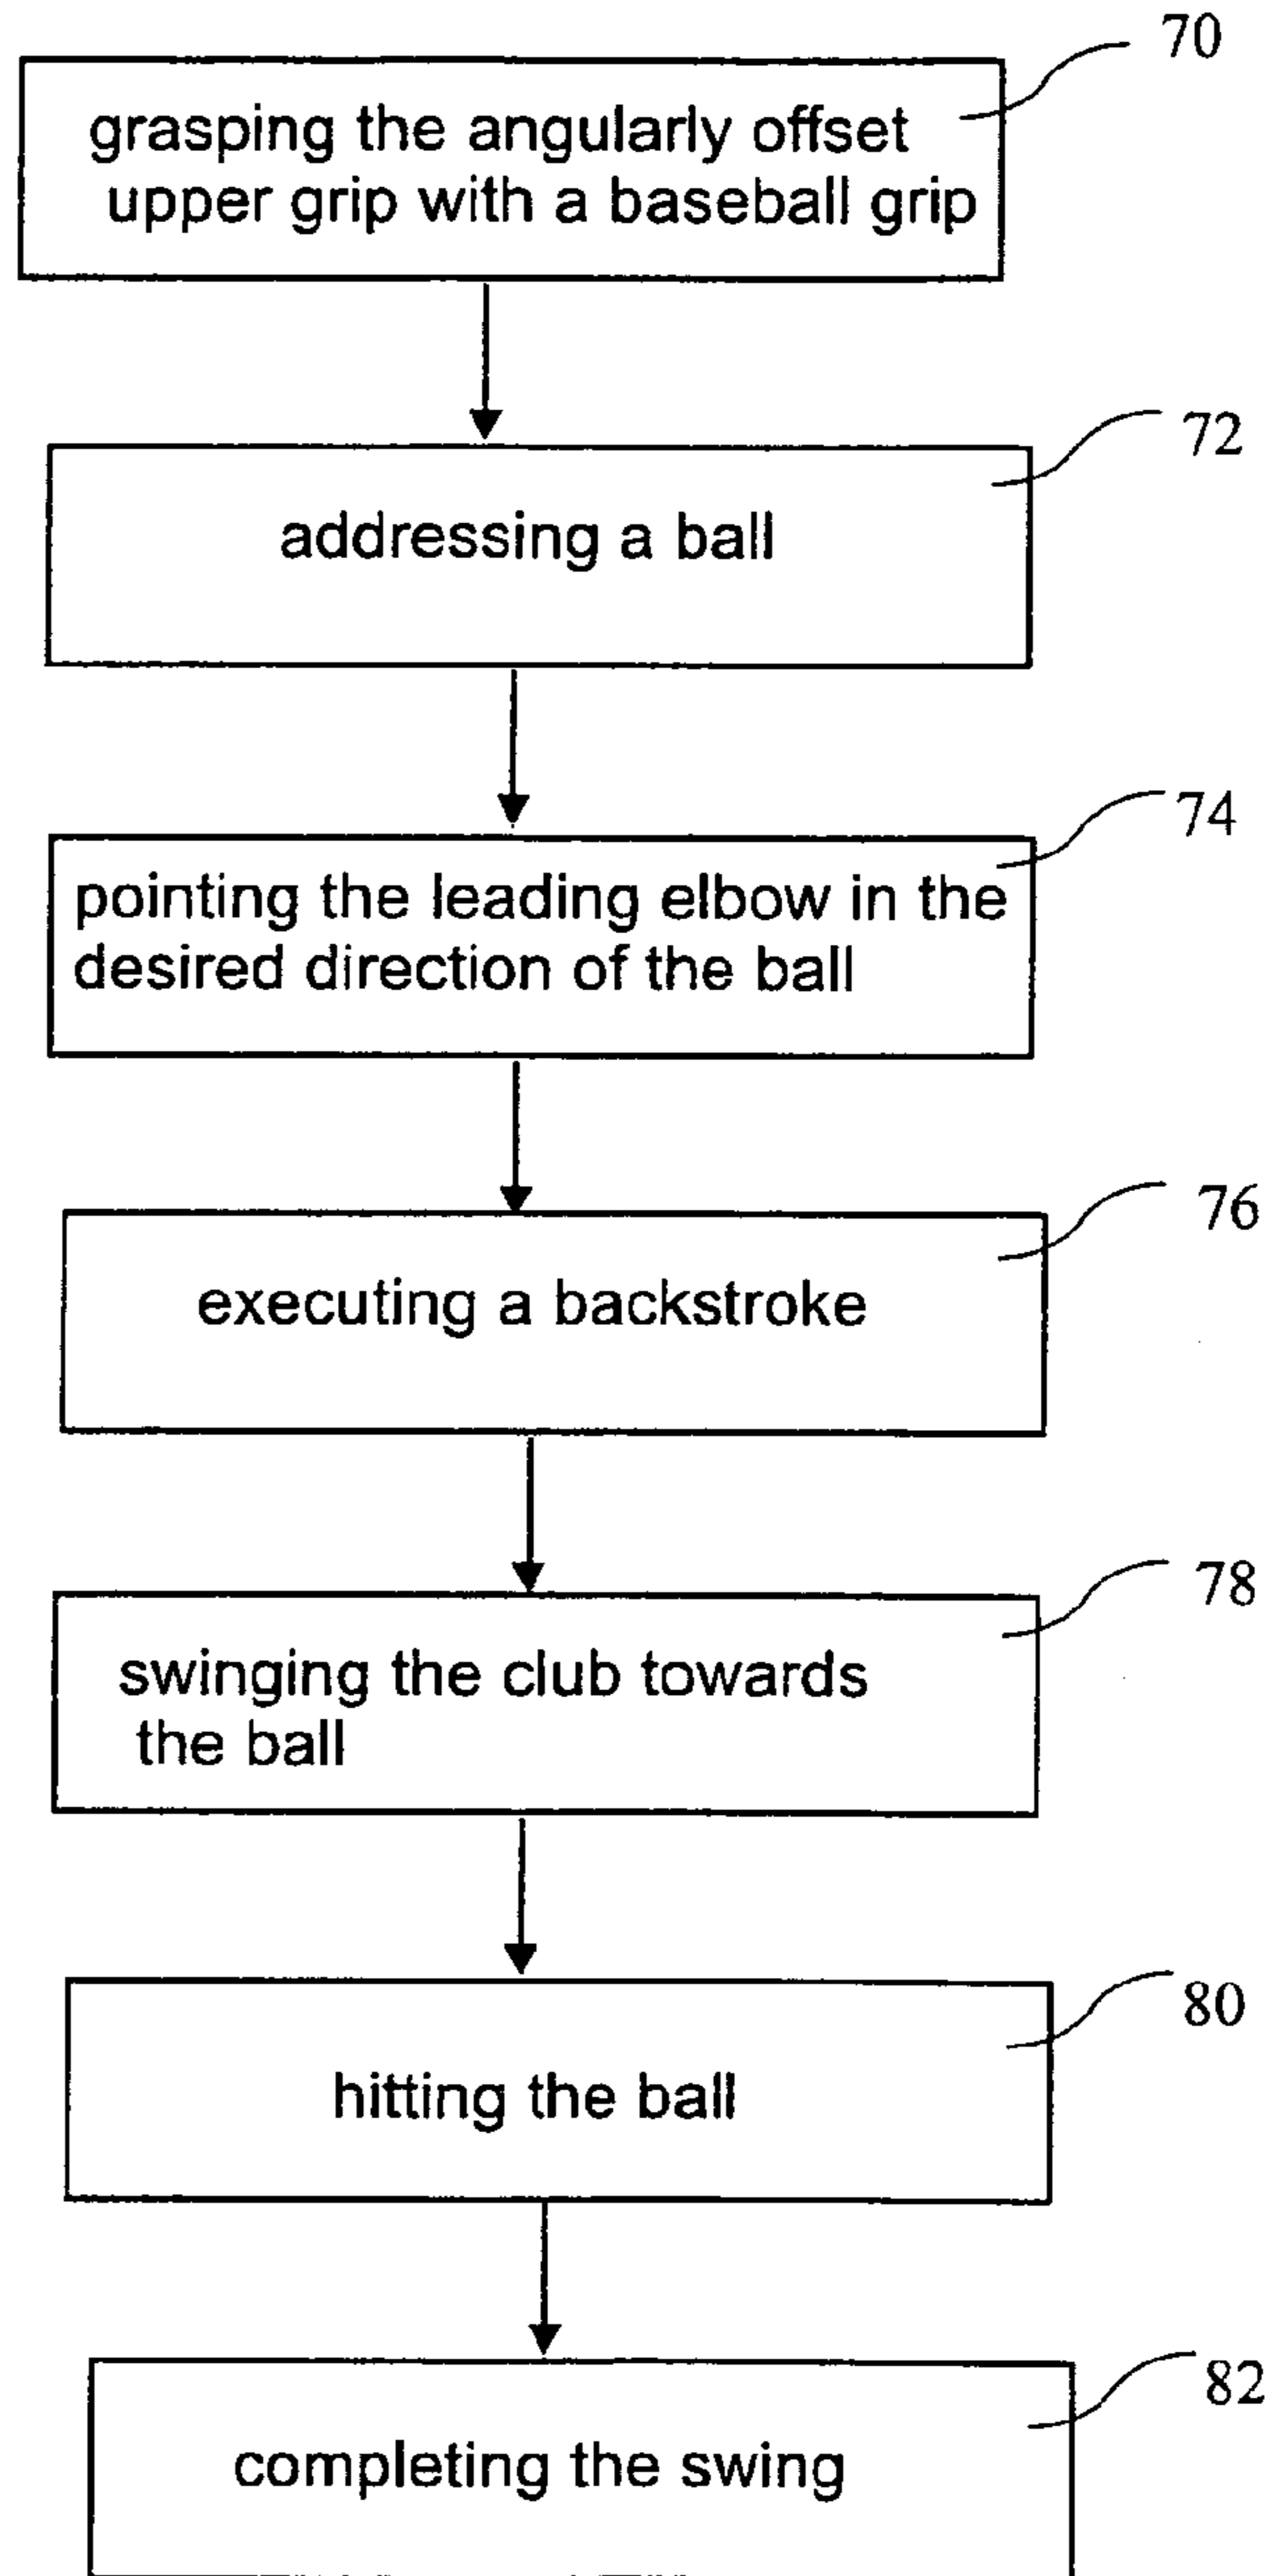 70
grasping the angularly offset
upper grip with a baseball grip
72
addressing a ball
74
pointing the leading elbow in the
desired direction of the ball
76
executing a backstroke
78
swinging the club towards
the ball
80
hitting the ball
82
completing the swing